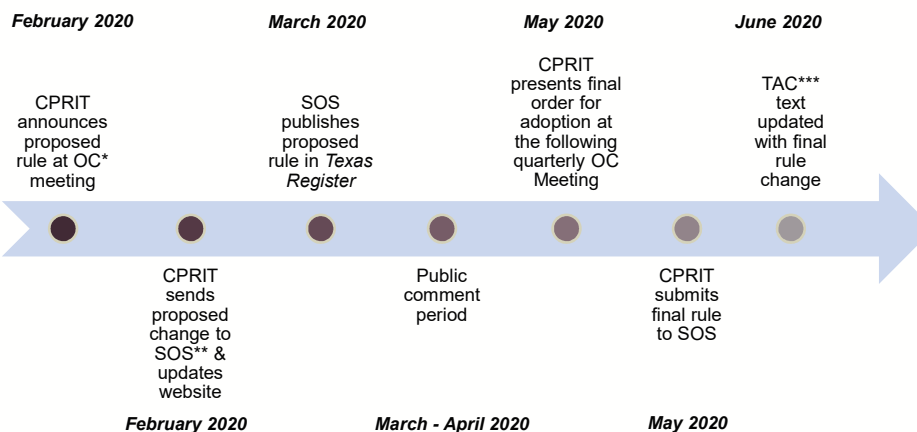 February 2020
CPRIT
announces
proposed
rule at OC*
meeting
CPRIT
sends
proposed
change to
SOS** &
updates
website
February 2020
March 2020
SOS
publishes
proposed
rule in Texas
Register
Public
comment
period
March - April 2020
May 2020
CPRIT
presents final
order for
adoption at
the following
quarterly OC
Meeting
CPRIT
submits
final rule
to SOS
May 2020
June 2020
TAC***
text
updated
with final
rule
change